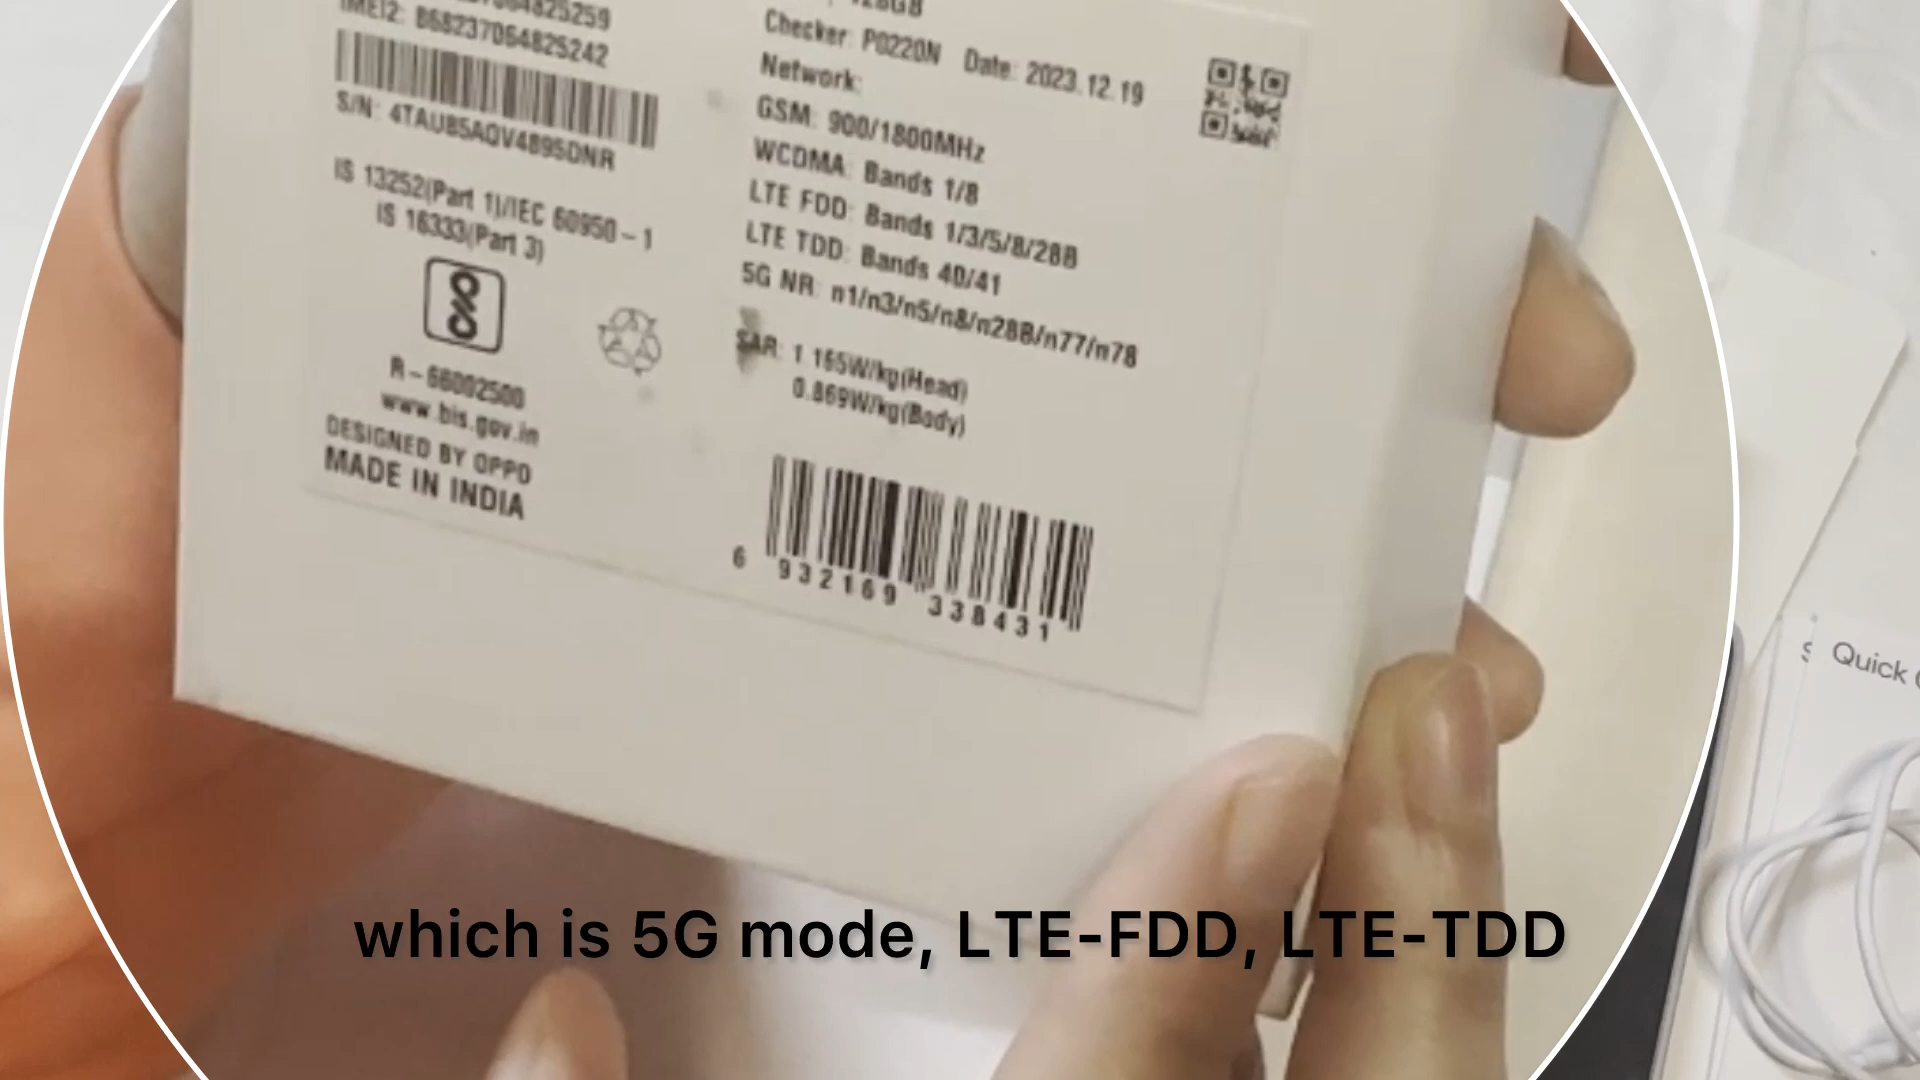 IMEI2: 868237064825242
S/N: 4TAU85AQV4895DNR
IS 13252(Part 1)/IEC 60950-1
IS 16333(Part 3)
R-66002500
www.bis.gov.in
DESIGNED BY OPPO
MADE IN INDIA
128GB
Checker: P0220N Date: 2023.12.19
Network:
GSM: 900/1800MHz
WCDMA: Bands 1/8
LTE FDD: Bands 1/3/5/8/28B
LTE TDD: Bands 40/41
5G NR: n1/n3/n5/n8/n28B/n77/n78
SAR: 1.165W/kg(Head)
0.869W/kg(Body)
6 932169 338431
Quick
which is 5G mode, LTE-FDD, LTE-TDD